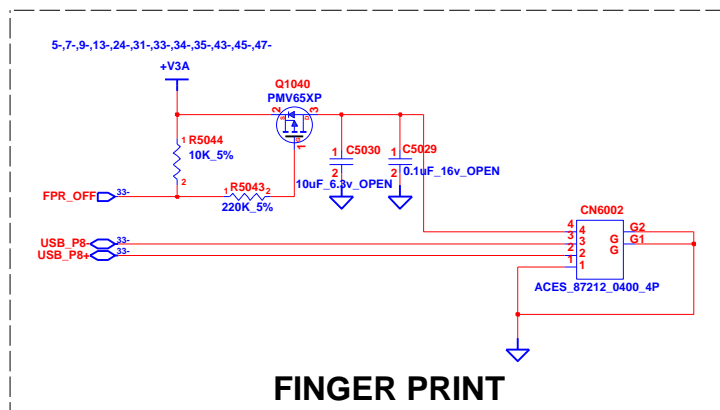 5-,7-,9-,13-,24-,31-,33-,34-,35-,43-,45-,47-
+V3A
Q1040
PMV65XP
2
3
S
D
G
1
1
R5044
10K_5%
2
1
C5030
2
10uF_6.3v_OPEN
1
C5029
2
0.1uF_16v_OPEN
FPR_OFF
33-
1
R5043
2
220K_5%
CN6002
4
4
G2
3
3
G
G1
2
2
G
1
1
USB_P8-
33-
USB_P8+
33-
ACES_87212_0400_4P
FINGER PRINT